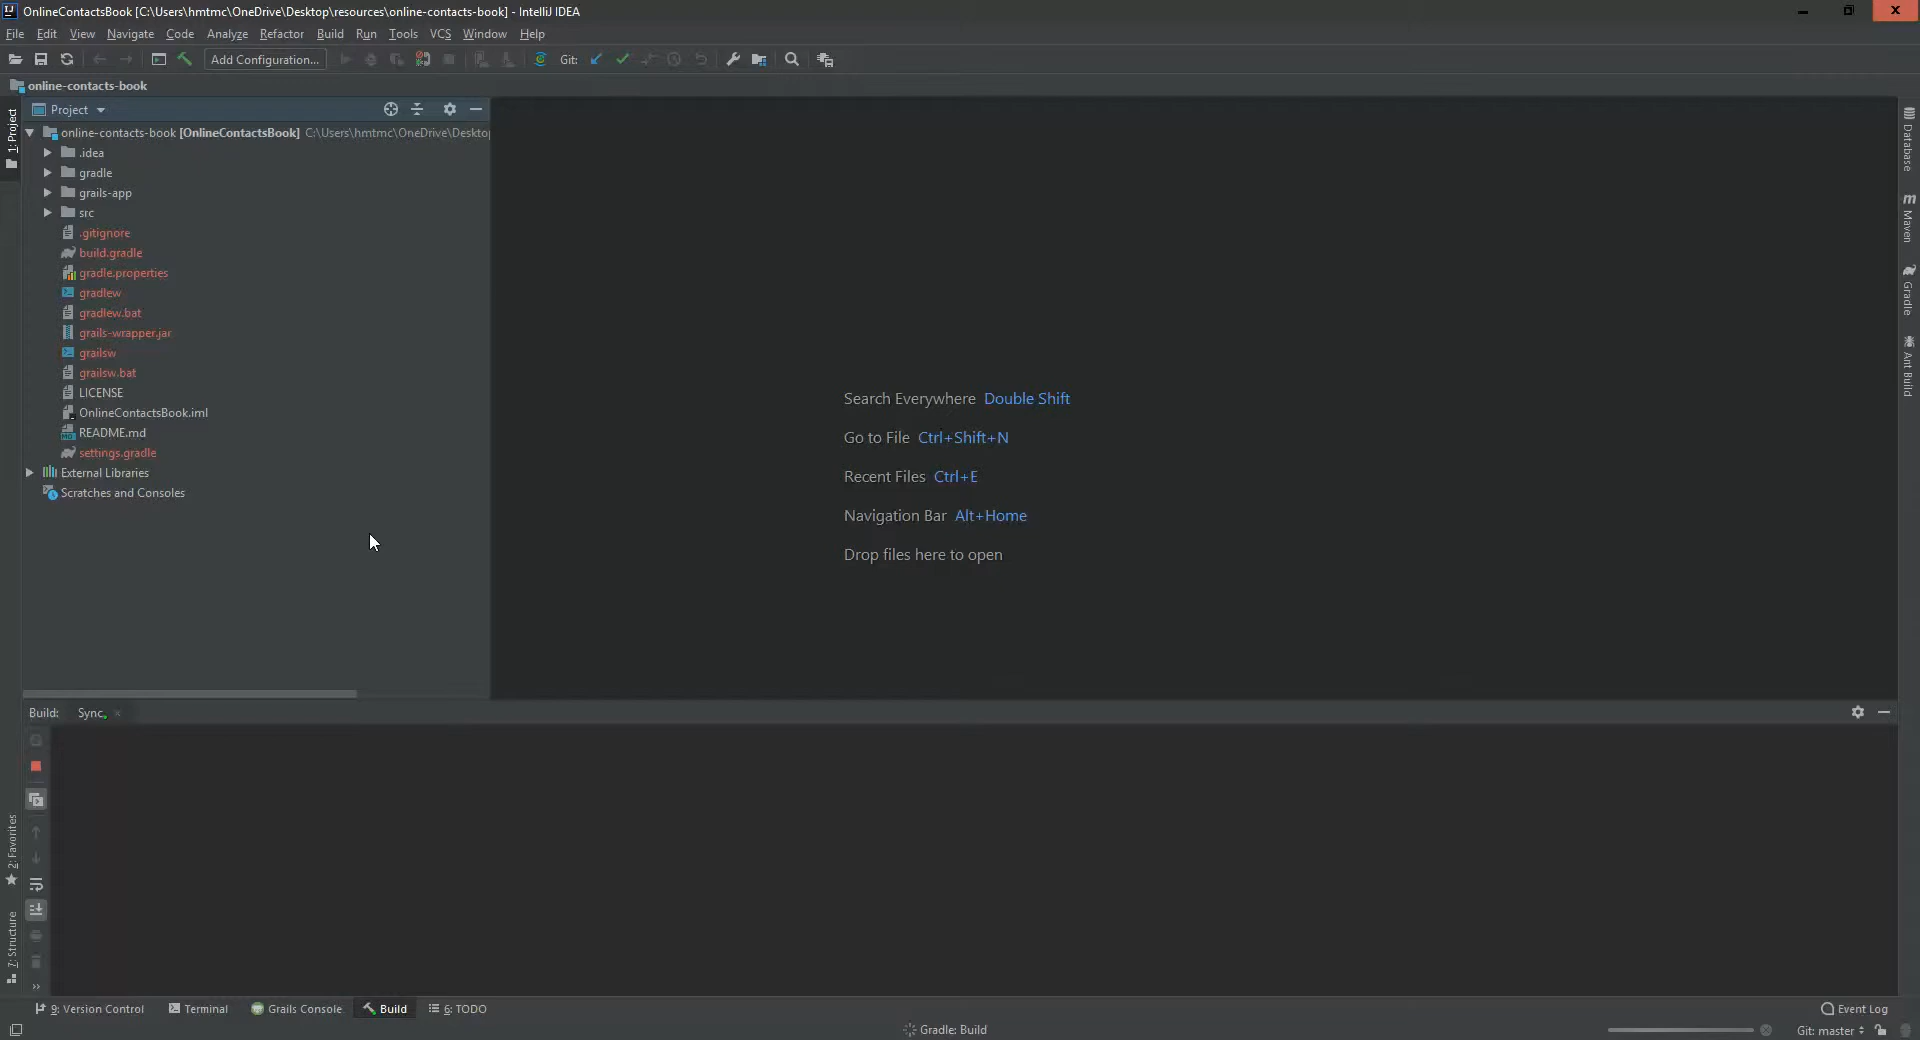 OnlineContactsBook [C:\Users\hmtmc\OneDrive\Desktop\resources\online-contacts-book] - IntelliJ IDEA
File Edit View Navigate Code Analyze Refactor Build Run Tools VCS Window Help
Add Configuration... Git:
online-contacts-book
Project
online-contacts-book [OnlineContactsBook] C:\Users\hmtmc\OneDrive\Desktop
.idea
gradle
grails-app
src
.gitignore
build.gradle
gradle.properties
gradlew
gradlew.bat
grails-wrapper.jar
grailsw
grailsw.bat
LICENSE
OnlineContactsBook.iml
README.md
settings.gradle
External Libraries
Scratches and Consoles
1: Project
2: Favorites
7: Structure
Search Everywhere Double Shift
Go to File Ctrl+Shift+N
Recent Files Ctrl+E
Navigation Bar Alt+Home
Drop files here to open
Database
Maven
Gradle
Ant Build
Build: Sync
9: Version Control Terminal Grails Console Build 6: TODO Event Log
Gradle: Build Git: master